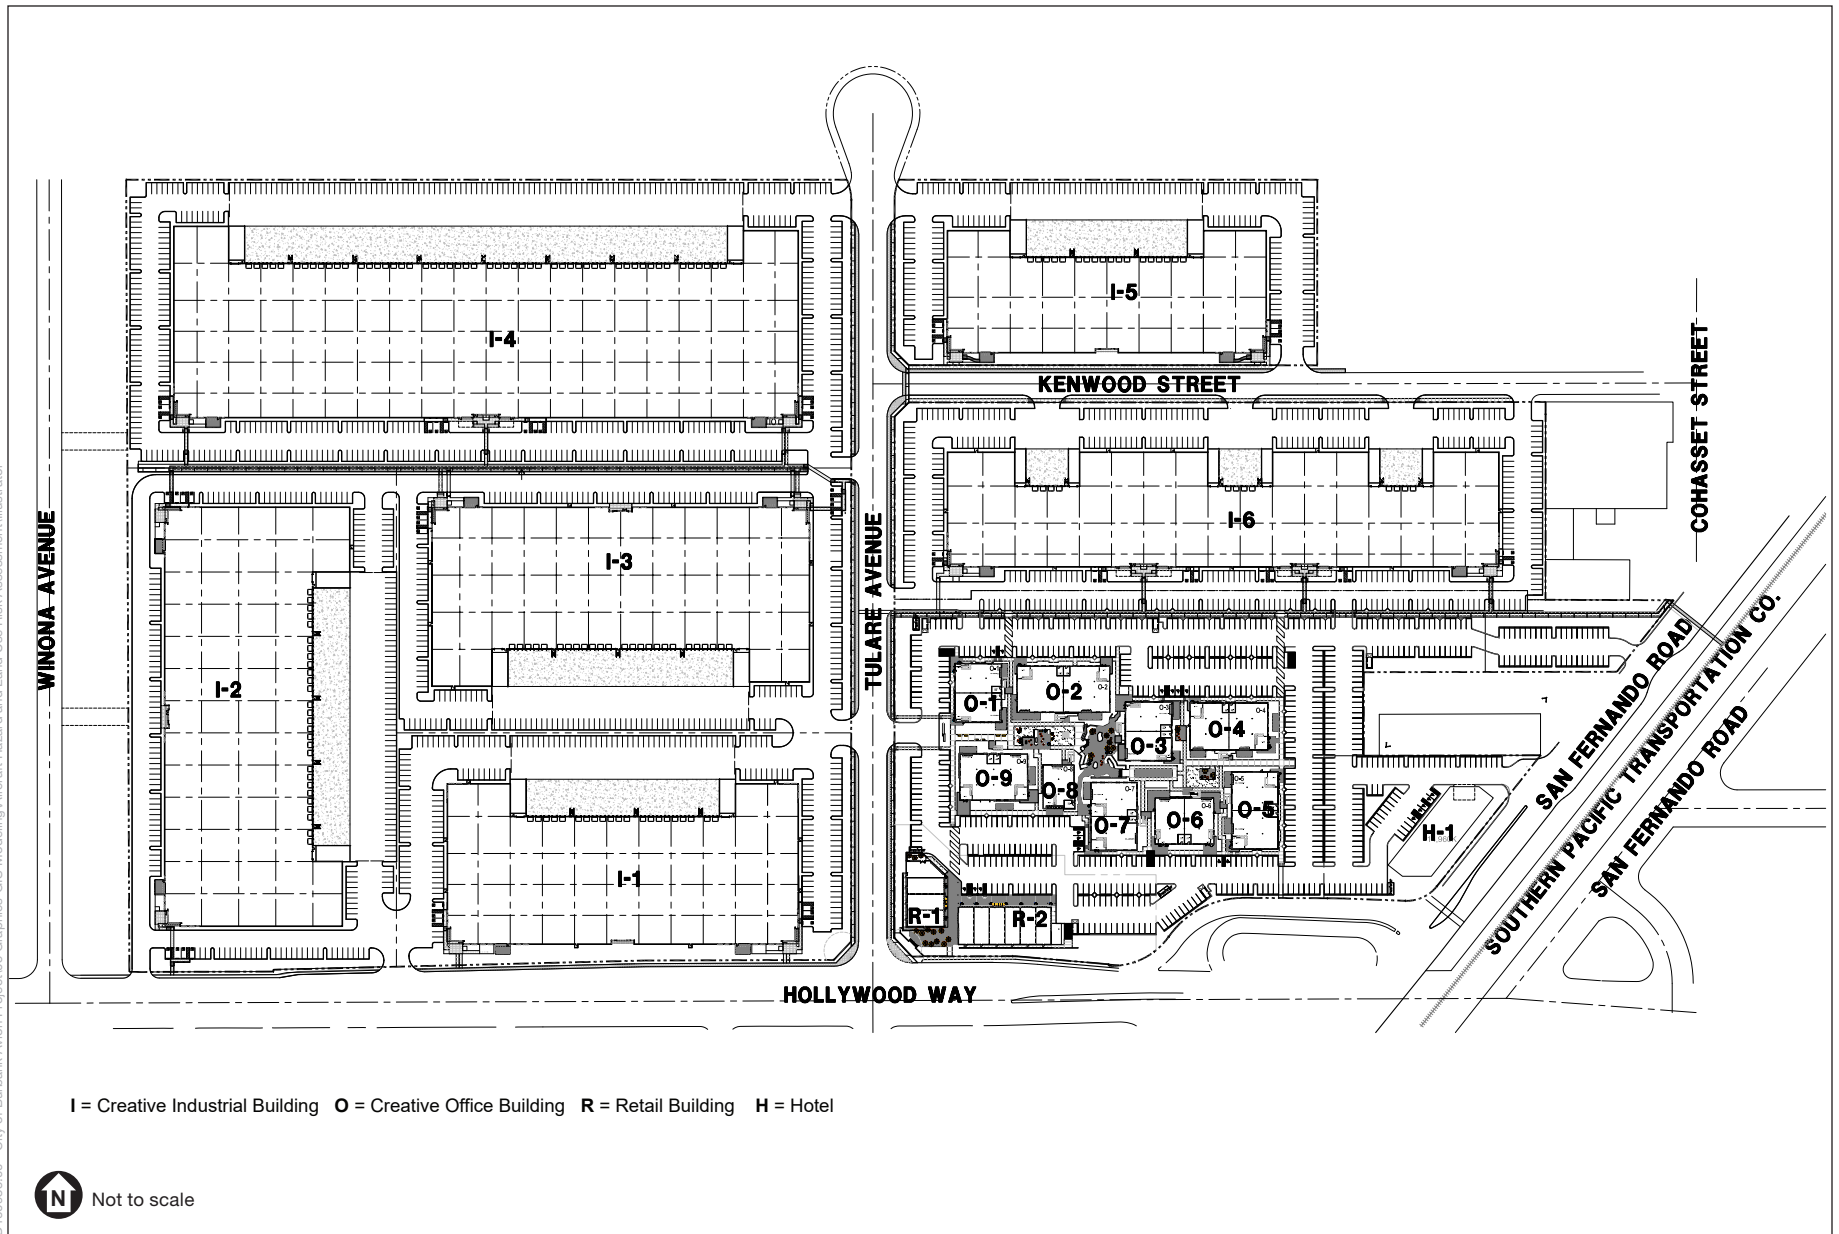 I-4
I-5
KENWOOD STREET
COHASSET STREET
WINONA AVENUE
I-3
I-6
TULARE AVENUE
I-2
O-1
O-2
O-3
O-4
O-9
O-8
O-7
O-6
O-5
H-1
I-1
R-1
R-2
SAN FERNANDO ROAD
SOUTHERN PACIFIC TRANSPORTATION CO.
SAN FERNANDO ROAD
HOLLYWOOD WAY
I = Creative Industrial Building O = Creative Office Building R = Retail Building H = Hotel
N Not to scale